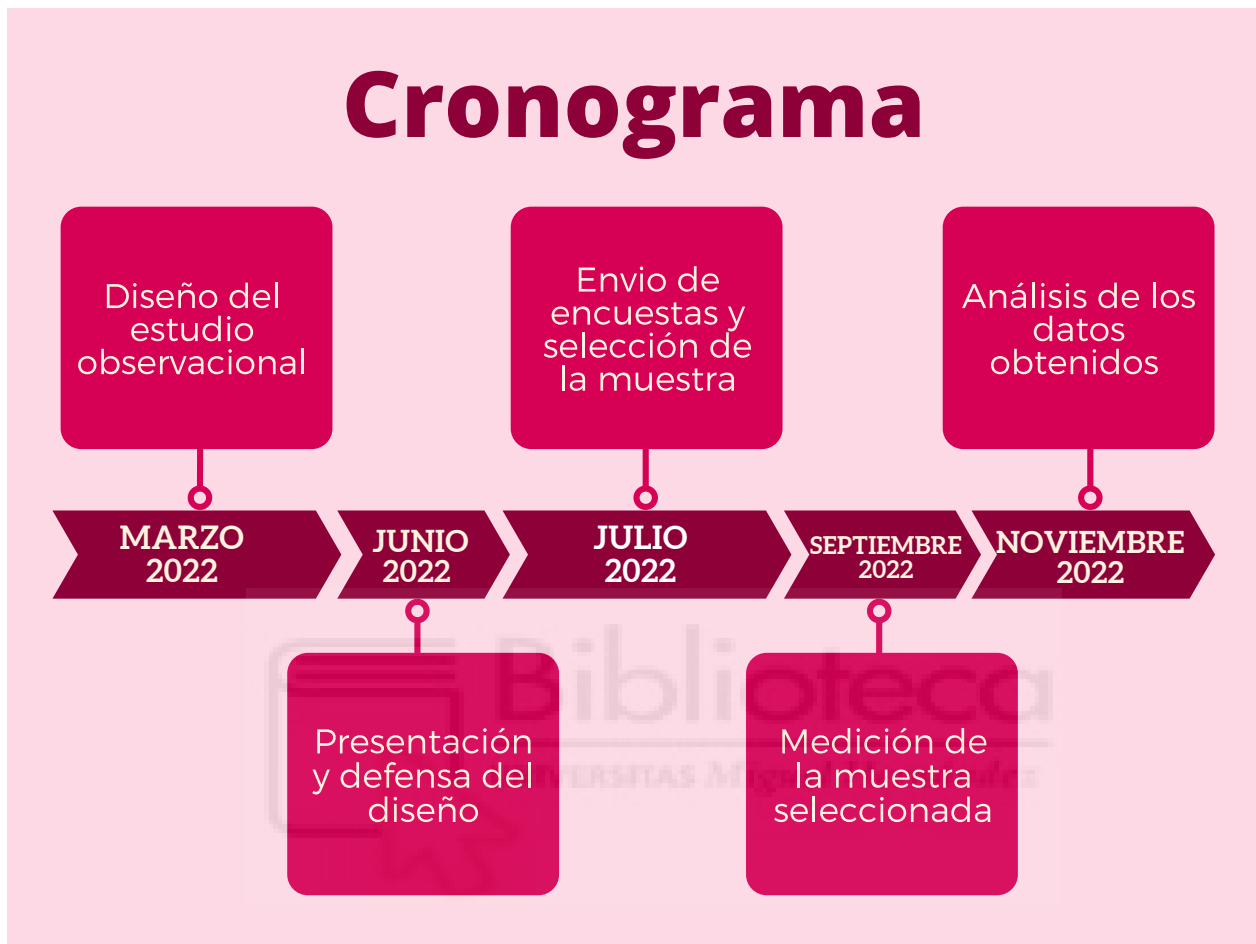 Cronograma
Diseño del
estudio
observacional
Envio de
encuestas y
selección de
la muestra
Análisis de los
datos
obtenidos
MARZO
2022
JUNIO
2022
JULIO
2022
SEPTIEMBRE
2022
NOVIEMBRE
2022
Presentación
y defensa del
diseño
Medición de
la muestra
seleccionada
Biblioteca